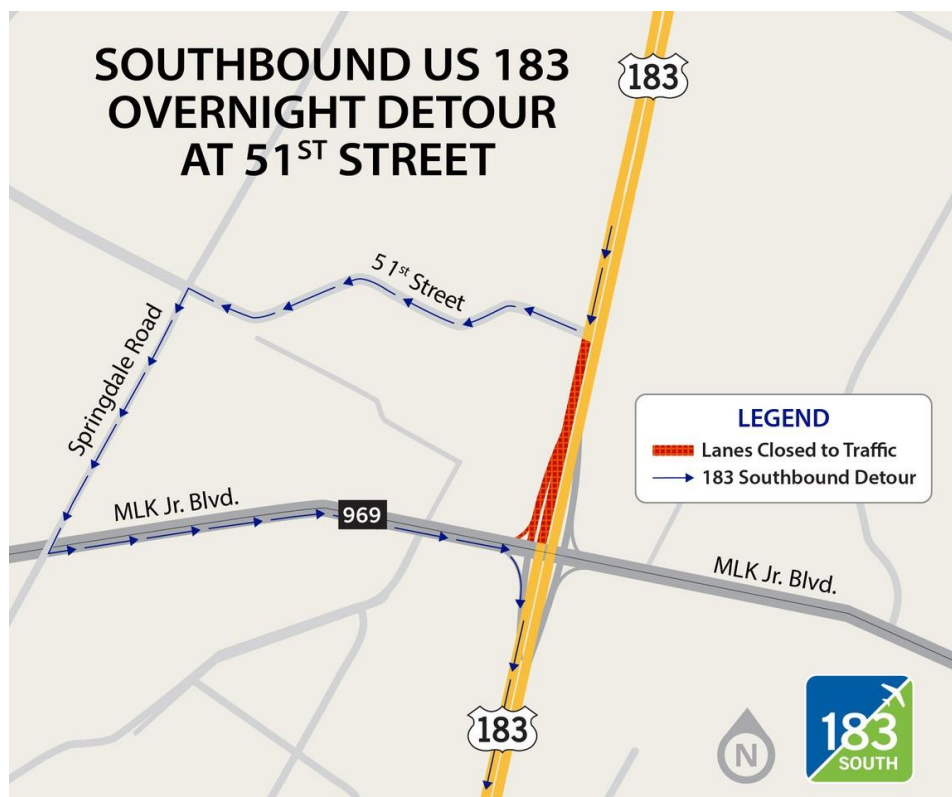 SOUTHBOUND US 183
OVERNIGHT DETOUR
AT 51ST STREET
183
51st Street
Springdale Road
LEGEND
Lanes Closed to Traffic
183 Southbound Detour
MLK Jr. Blvd.
969
MLK Jr. Blvd.
183
N
183
SOUTH